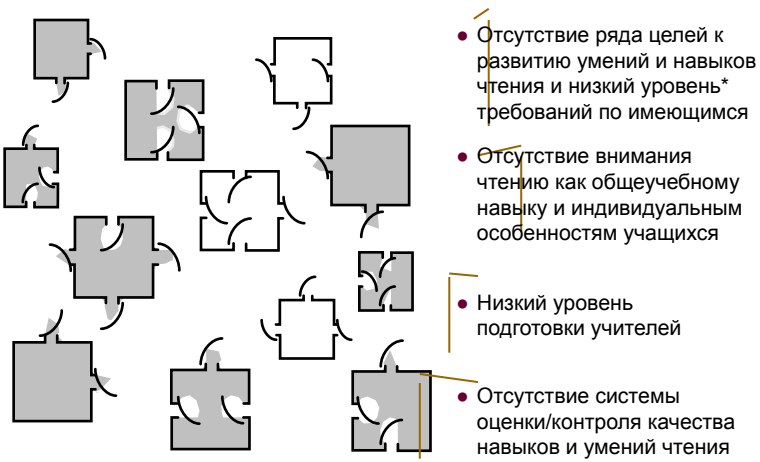 • Отсутствие ряда целей к
развитию умений и навыков
чтения и низкий уровень*
требований по имеющимся
• Отсутствие внимания
чтению как общеучебному
навыку и индивидуальным
особенностям учащихся
• Низкий уровень
подготовки учителей
• Отсутствие системы
оценки/контроля качества
навыков и умений чтения